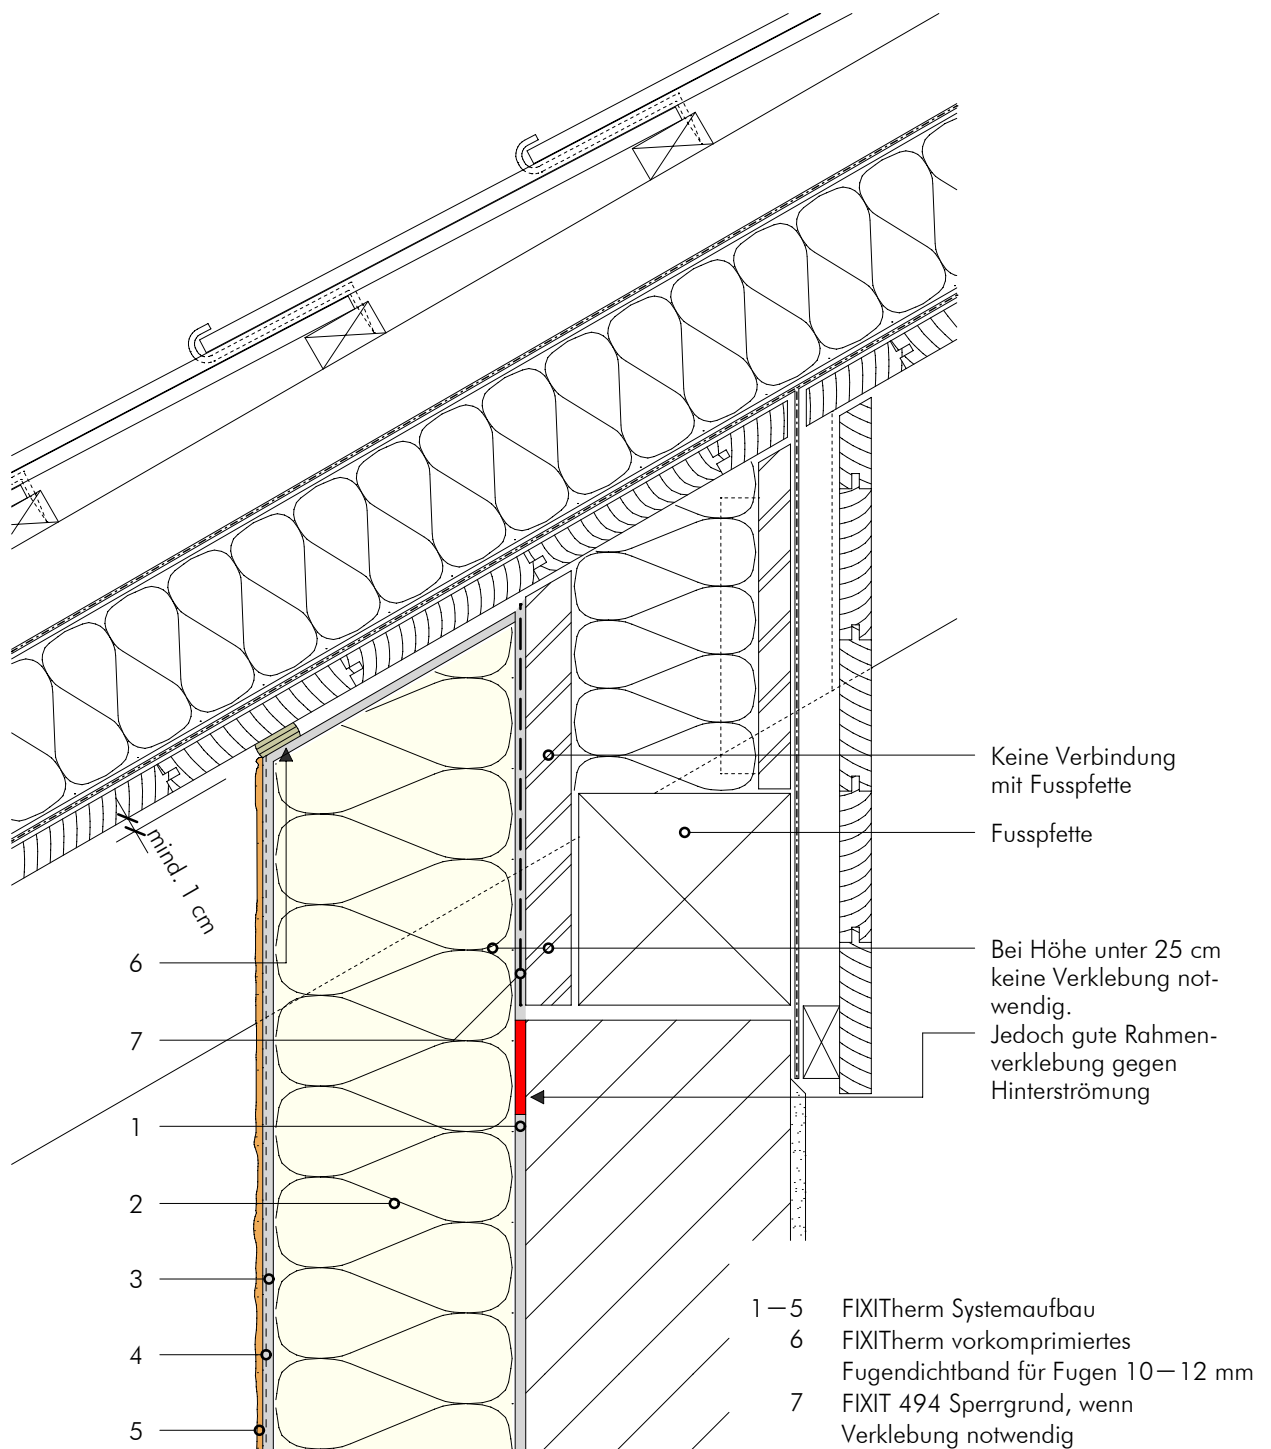 Keine Verbindung
mit Fusspfette
Fusspfette
mind. 1 cm
Bei Höhe unter 25 cm
keine Verklebung not-
wendig.
Jedoch gute Rahmen-
verklebung gegen
Hinterströmung
6
7
1
2
3
4
5
1–5 FIXITherm Systemaufbau
6 FIXITherm vorkomprimiertes
Fugendichtband für Fugen 10–12 mm
7 FIXIT 494 Sperrgrund, wenn
Verklebung notwendig